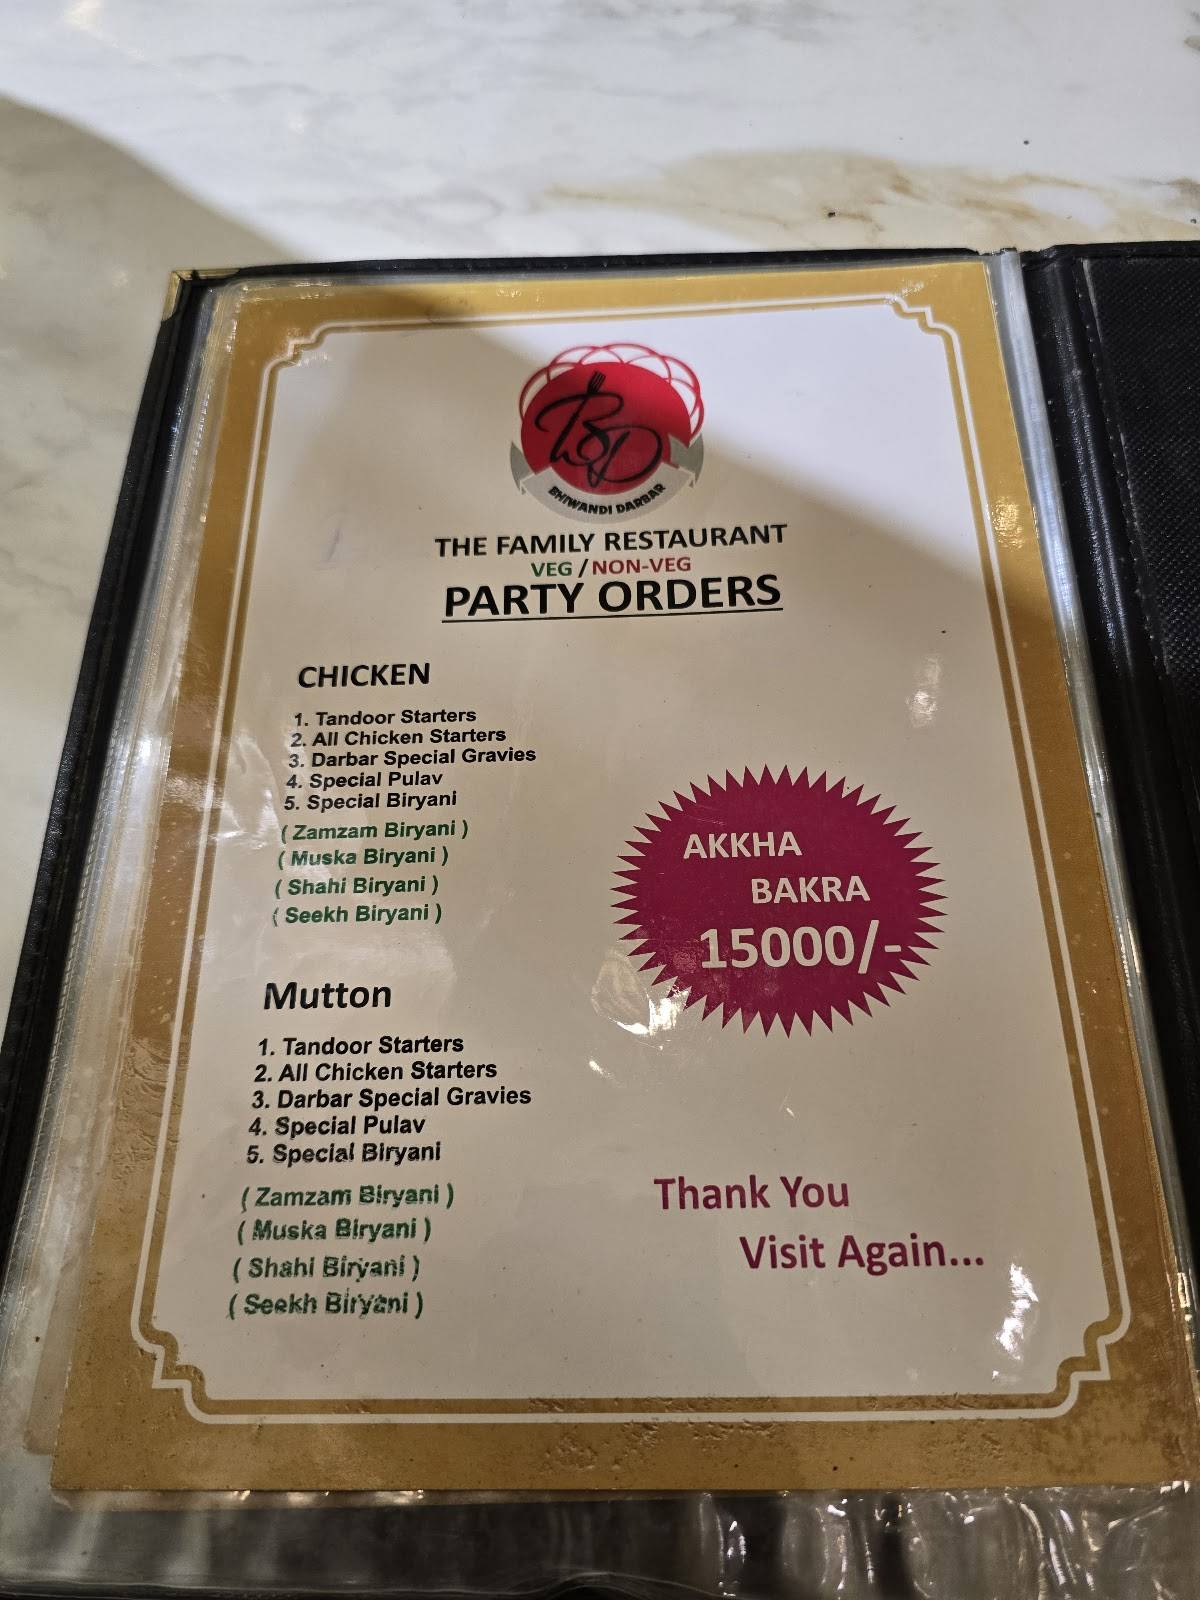 BSD
BHIWANDI DARBAR
THE FAMILY RESTAURANT
VEG / NON-VEG
PARTY ORDERS
CHICKEN
1. Tandoor Starters
2. All Chicken Starters
3. Darbar Special Gravies
4. Special Pulav
5. Special Biryani
( Zamzam Biryani )
( Muska Biryani )
( Shahi Biryani )
( Seekh Biryani )
AKKHA
BAKRA
15000/-
Mutton
1. Tandoor Starters
2. All Chicken Starters
3. Darbar Special Gravies
4. Special Pulav
5. Special Biryani
( Zamzam Biryani )
( Muska Biryani )
( Shahi Biryani )
( Seekh Biryani )
Thank You
Visit Again...